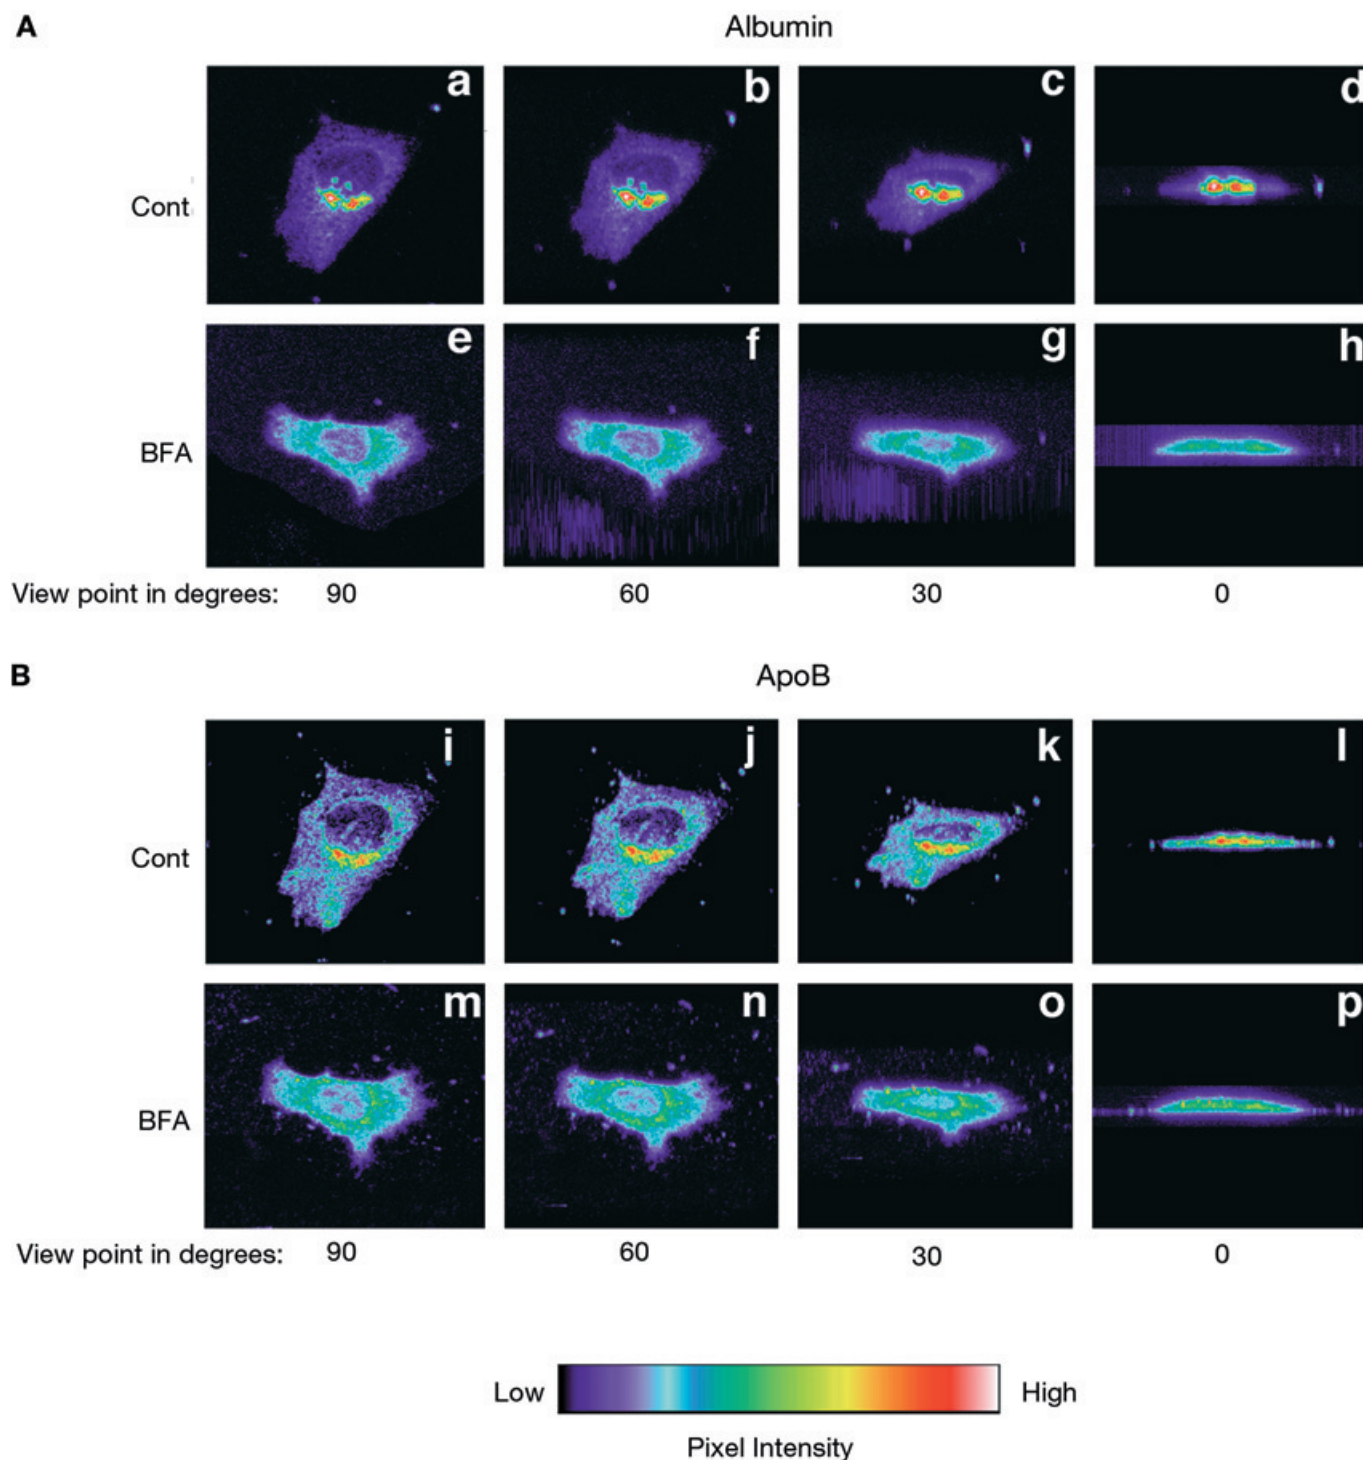 A
Albumin
a b c d
Cont
e f g h
BFA
View point in degrees: 90 60 30 0
B
ApoB
i j k l
Cont
m n o p
BFA
View point in degrees: 90 60 30 0
Low High
Pixel Intensity